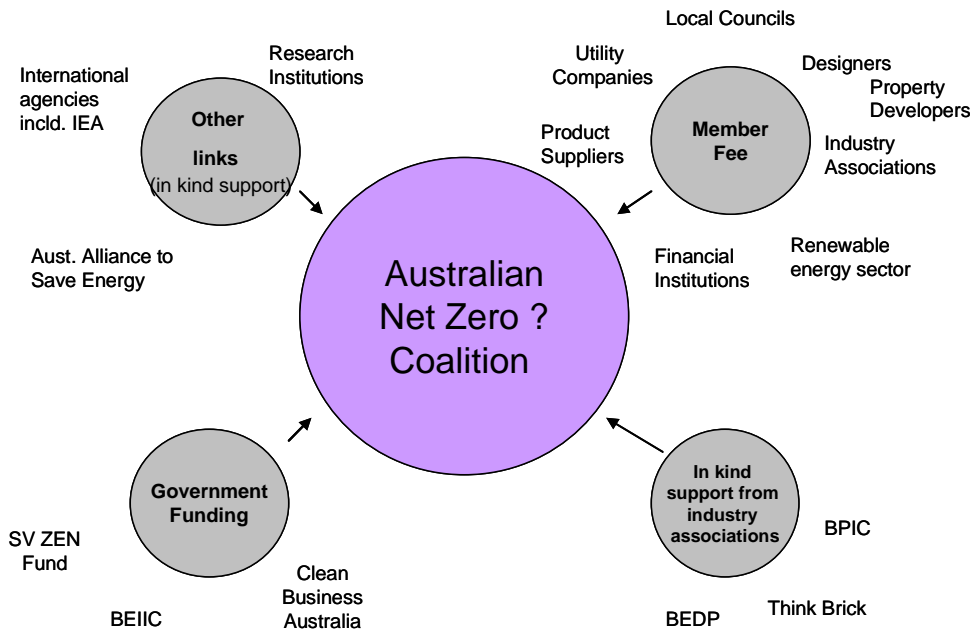 Local Councils
Research
Institutions
Utility
Companies
Designers
Property
Developers
International
agencies
incld. IEA
Other
links
(in kind support)
Member
Fee
Product
Suppliers
Industry
Associations
Aust. Alliance to
Save Energy
Financial
Institutions
Renewable
energy sector
Australian
Net Zero ?
Coalition
Government
Funding
In kind
support from
industry
associations
SV ZEN
Fund
BPIC
Clean
Business
Australia
BEIIC
BEDP
Think Brick